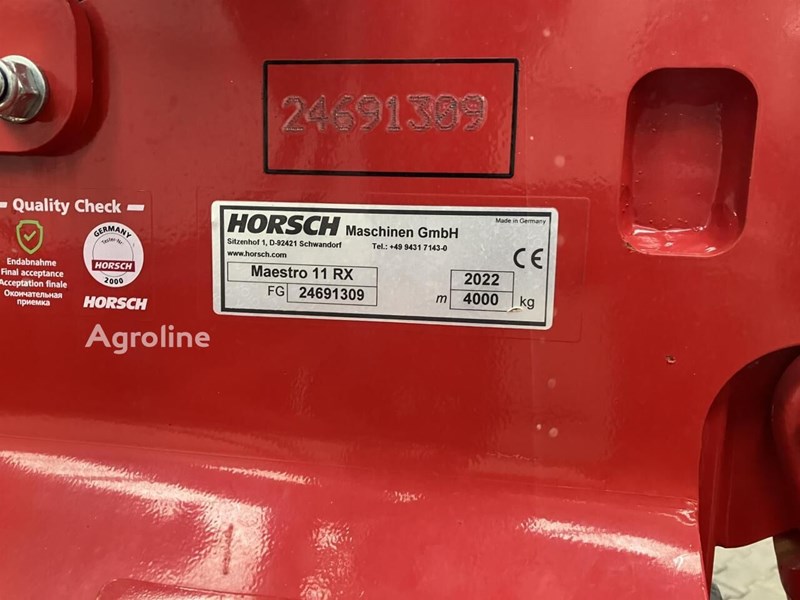 24691309
Quality Check
Endabnahme
Final acceptance
Acceptation finale
Окончательная
приемка
GERMANY
Tester-Nr.
HORSCH
2000
HORSCH
HORSCH Maschinen GmbH
Made in Germany
Sitzenhof 1, D-92421 Schwandorf Tel.: +49 9431 7143-0
www.horsch.com
CE
Maestro 11 RX 2022
FG 24691309 m 4000 kg
Agroline